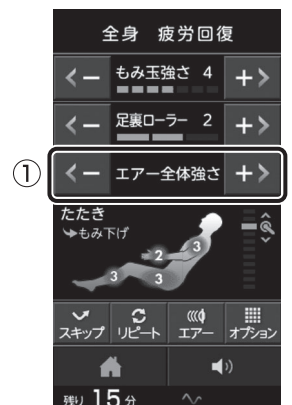 全身 疲労回復
− もみ玉強さ 4 +
− 足裏ローラー 2 +
① − エアー全体強さ +
たたき
もみ下げ
3
2
3 3
スキップ リピート エアー オプション
残り 15 分